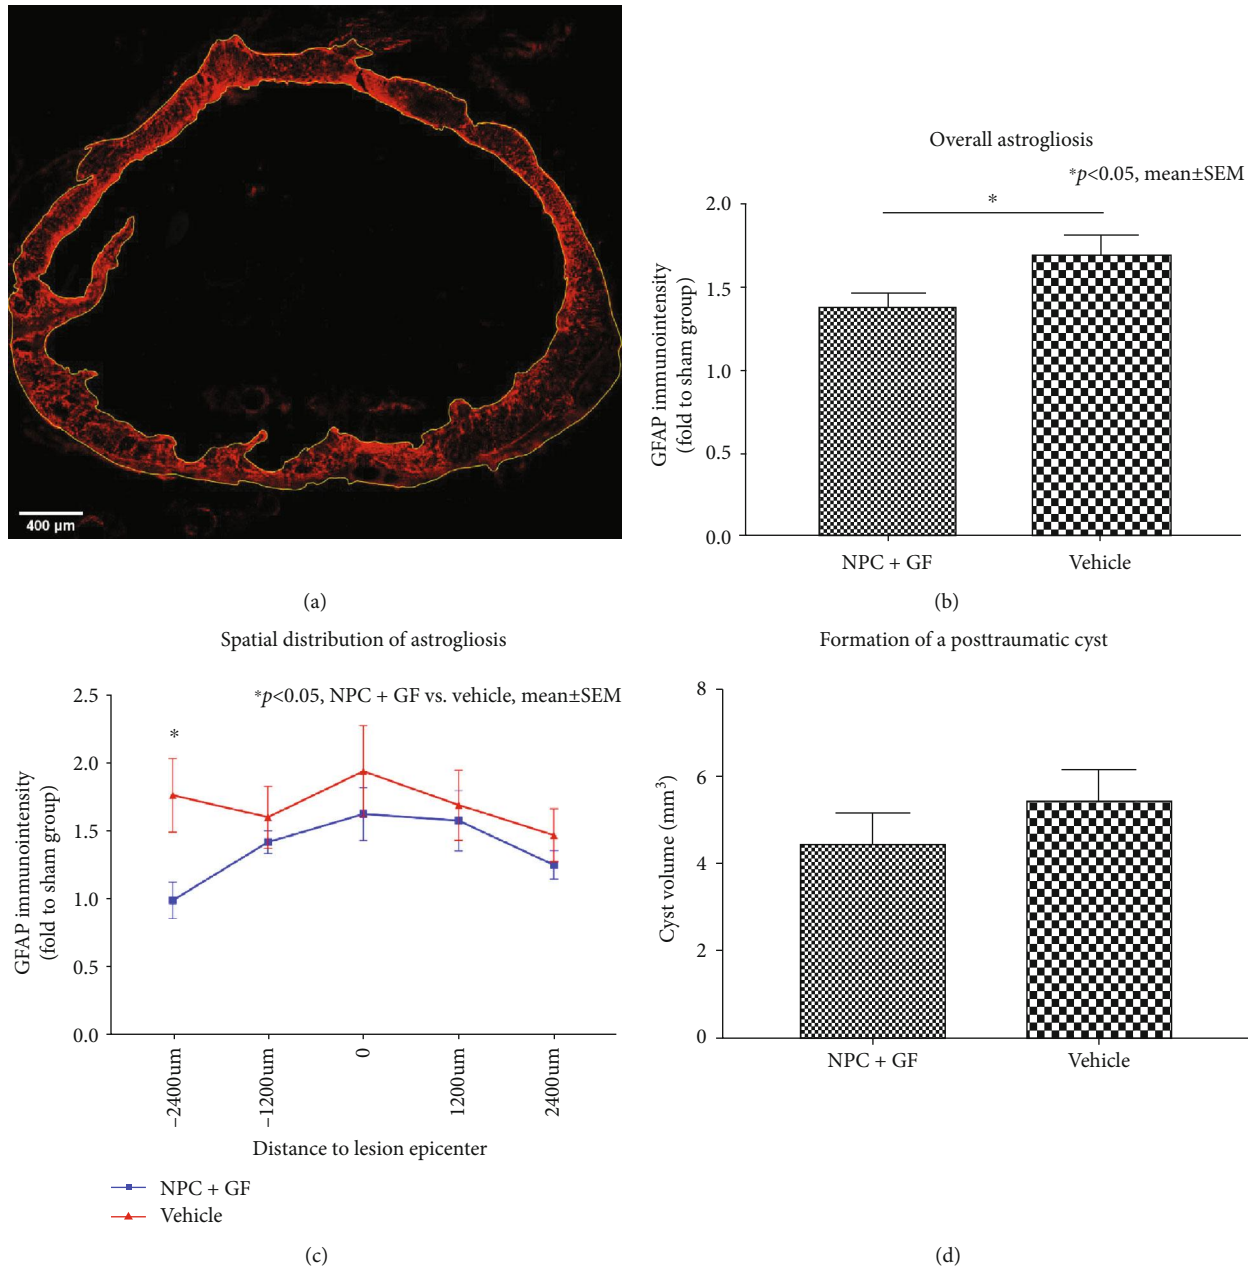 400 μm
(a)
Overall astrogliosis
*p<0.05, mean±SEM
*
GFAP immunointensity
(fold to sham group)
2.0
1.5
1.0
0.5
0.0
NPC + GF
Vehicle
(b)
Spatial distribution of astrogliosis
*p<0.05, NPC + GF vs. vehicle, mean±SEM
*
GFAP immunointensity
(fold to sham group)
2.5
2.0
1.5
1.0
0.5
0.0
−2400um
−1200um
0
1200um
2400um
Distance to lesion epicenter
NPC + GF
Vehicle
(c)
Formation of a posttraumatic cyst
Cyst volume (mm³)
8
6
4
2
0
NPC + GF
Vehicle
(d)